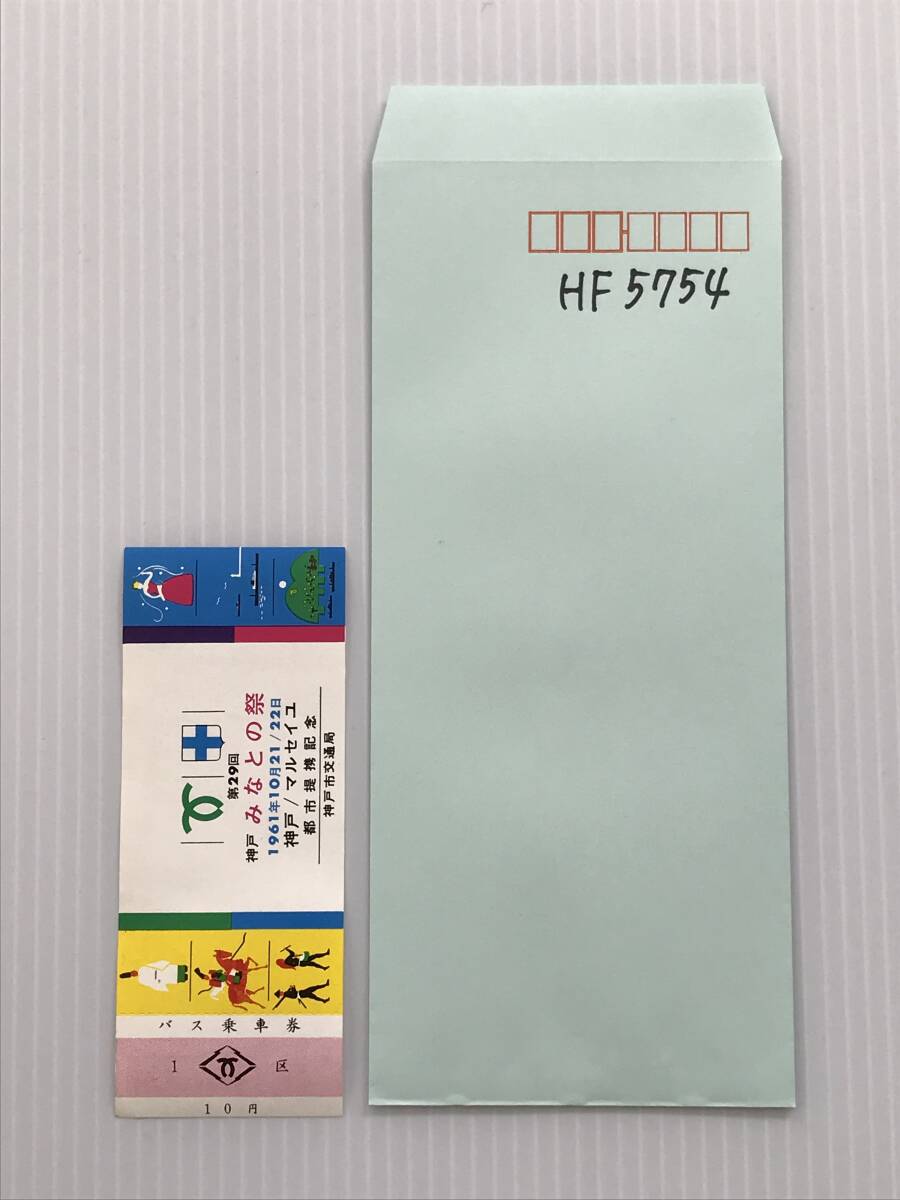 HF 5754
第29回
神戸 みなとの祭
1961年10月21/22日
神戸/マルセイユ
都市提携記念
神戸市交通局
バス乗車券
1 区
10円